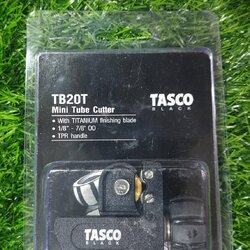 TASCO
BLACK
TB20T
Mini Tube Cutter
• With TITANIUM finishing blade
• 1/8" - 7/8" OD
• TPR handle
TASCO
BLACK